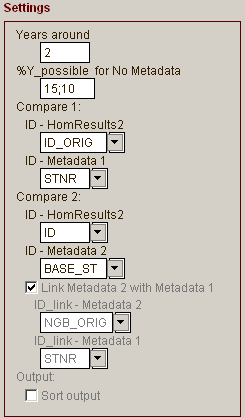 Settings
Years around
2
%Y_possible for No Metadata
15;10
Compare 1:
ID - HomResults2
ID_ORIG
ID - Metadata 1
STNR
Compare 2:
ID - HomResults2
ID
ID - Metadata 2
BASE_ST
Link Metadata 2 with Metadata 1
ID_link - Metadata 2
NGB_ORIG
ID_link - Metadata 1
STNR
Output:
Sort output